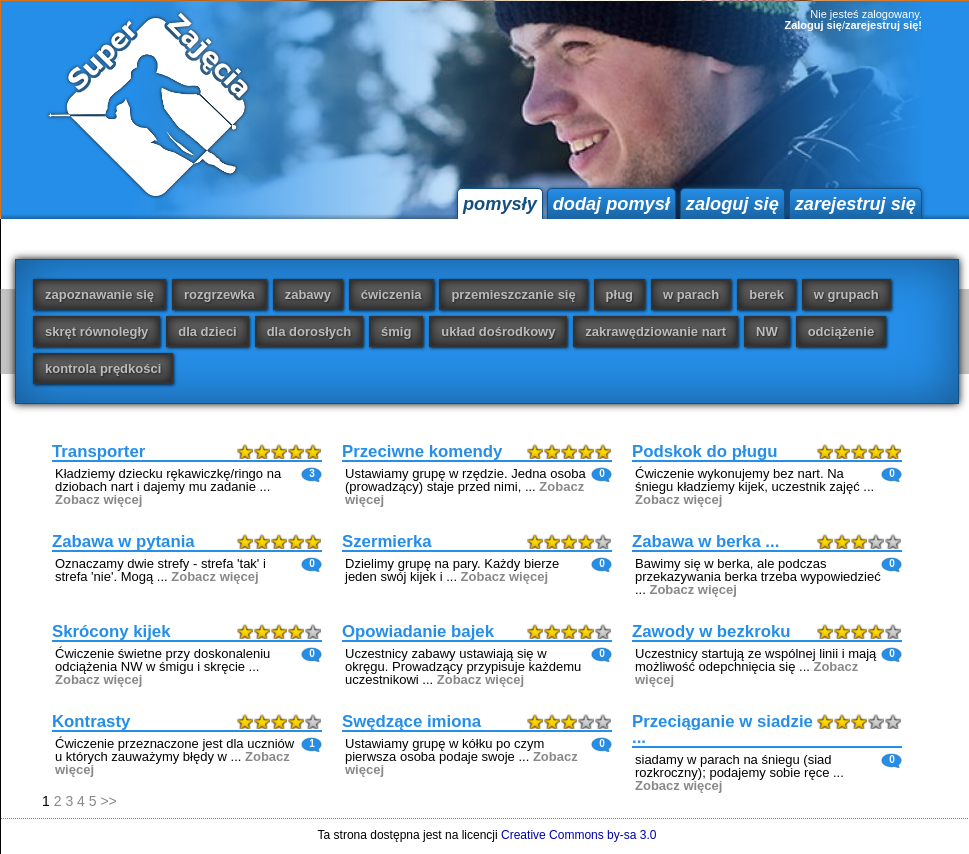 Super Zajęcia
Nie jesteś zalogowany.
Zaloguj się/zarejestruj się!
pomysły dodaj pomysł zaloguj się zarejestruj się
zapoznawanie się rozgrzewka zabawy ćwiczenia przemieszczanie się pług w parach berek w grupach
skręt równoległy dla dzieci dla dorosłych śmig układ dośrodkowy zakrawędziowanie nart NW odciążenie
kontrola prędkości
Transporter
Kładziemy dziecku rękawiczkę/ringo na
dziobach nart i dajemy mu zadanie ...
Zobacz więcej
3
Przeciwne komendy
Ustawiamy grupę w rzędzie. Jedna osoba
(prowadzący) staje przed nimi, ... Zobacz
więcej
0
Podskok do pługu
Ćwiczenie wykonujemy bez nart. Na
śniegu kładziemy kijek, uczestnik zajęć ...
Zobacz więcej
0
Zabawa w pytania
Oznaczamy dwie strefy - strefa 'tak' i
strefa 'nie'. Mogą ... Zobacz więcej
0
Szermierka
Dzielimy grupę na pary. Każdy bierze
jeden swój kijek i ... Zobacz więcej
0
Zabawa w berka ...
Bawimy się w berka, ale podczas
przekazywania berka trzeba wypowiedzieć
... Zobacz więcej
0
Skrócony kijek
Ćwiczenie świetne przy doskonaleniu
odciążenia NW w śmigu i skręcie ...
Zobacz więcej
0
Opowiadanie bajek
Uczestnicy zabawy ustawiają się w
okręgu. Prowadzący przypisuje każdemu
uczestnikowi ... Zobacz więcej
0
Zawody w bezkroku
Uczestnicy startują ze wspólnej linii i mają
możliwość odepchnięcia się ... Zobacz
więcej
0
Kontrasty
Ćwiczenie przeznaczone jest dla uczniów
u których zauważymy błędy w ... Zobacz
więcej
1
Swędzące imiona
Ustawiamy grupę w kółku po czym
pierwsza osoba podaje swoje ... Zobacz
więcej
0
Przeciąganie w siadzie
...
siadamy w parach na śniegu (siad
rozkroczny); podajemy sobie ręce ...
Zobacz więcej
0
1 2 3 4 5 >>
Ta strona dostępna jest na licencji Creative Commons by-sa 3.0